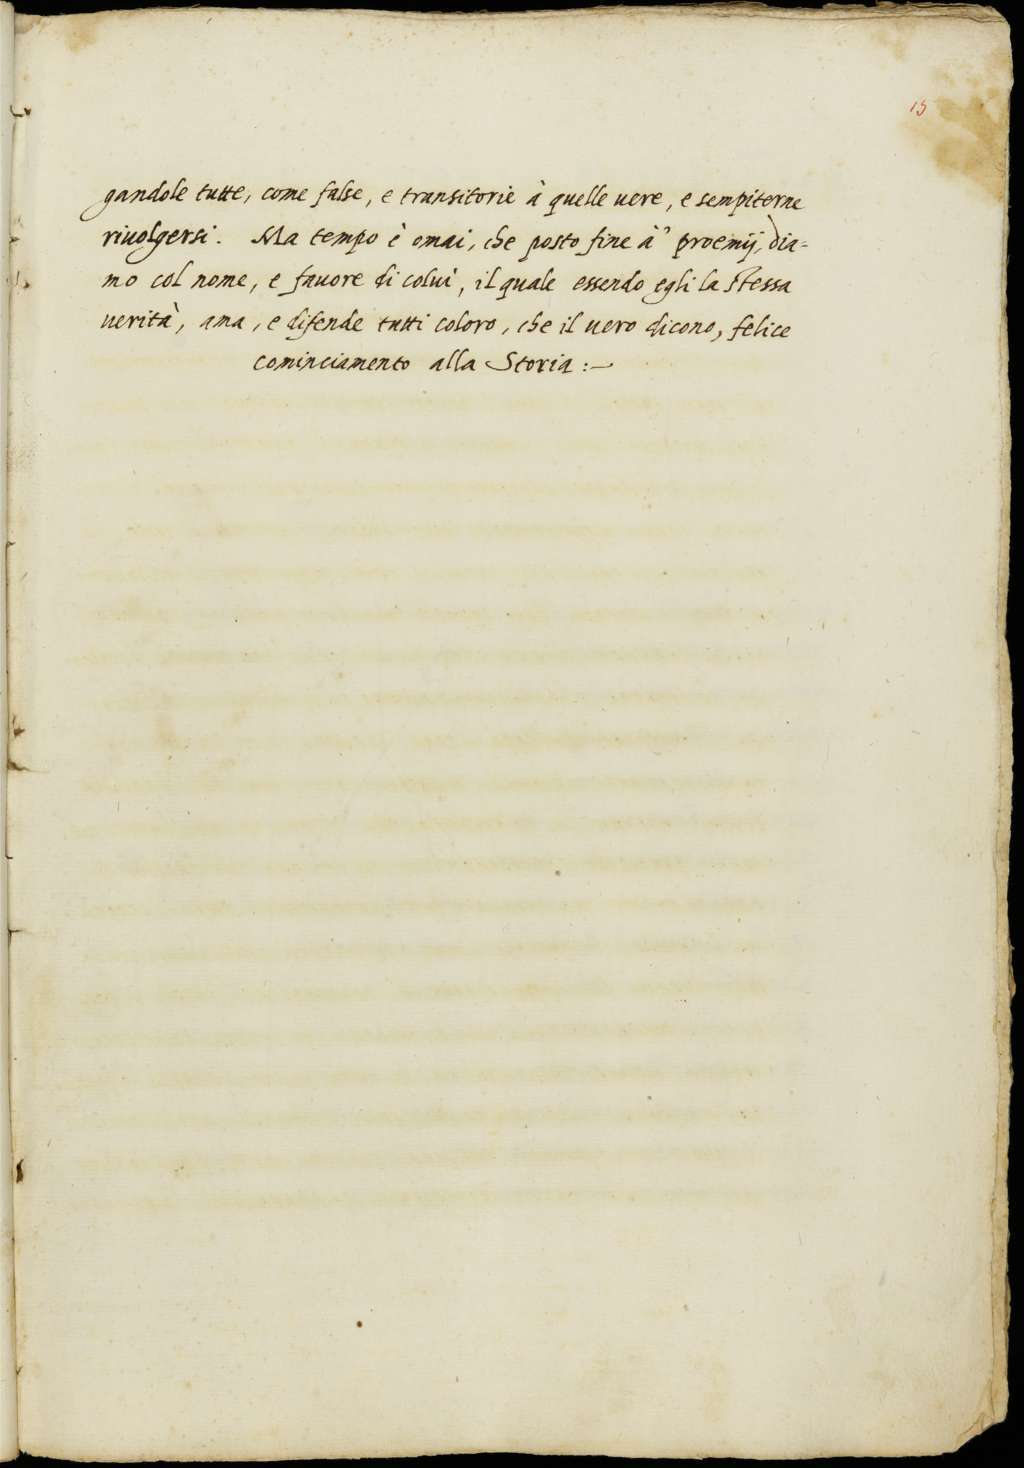 15
gandole tutte, come false, e transitorie à quelle uere, e sempiterne
riuolgersi. Ma tempo è omai, che posto fine à' proemij, dia=
mo col nome, e fauore di colui, il quale essendo egli la stessa
uerità, ama, e difende tutti coloro, che il uero dicono, felice
cominciamento alla Storia :—